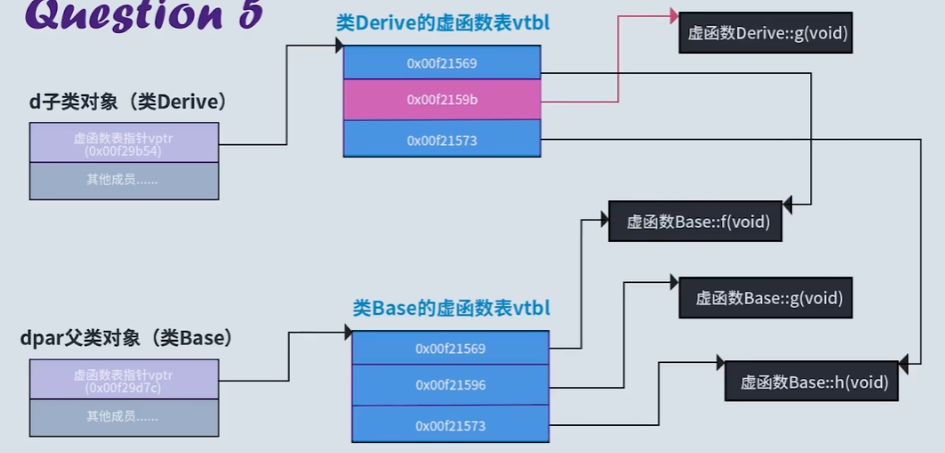 Question 5
类Derive的虚函数表vtbl
虚函数Derive::g(void)
0x00f21569
0x00f2159b
0x00f21573
d子类对象（类Derive）
虚函数表指针vptr
(0x00f29b54)
其他成员......
虚函数Base::f(void)
类Base的虚函数表vtbl
虚函数Base::g(void)
dpar父类对象（类Base）
虚函数表指针vptr
(0x00f29d7c)
其他成员......
0x00f21569
0x00f21596
0x00f21573
虚函数Base::h(void)